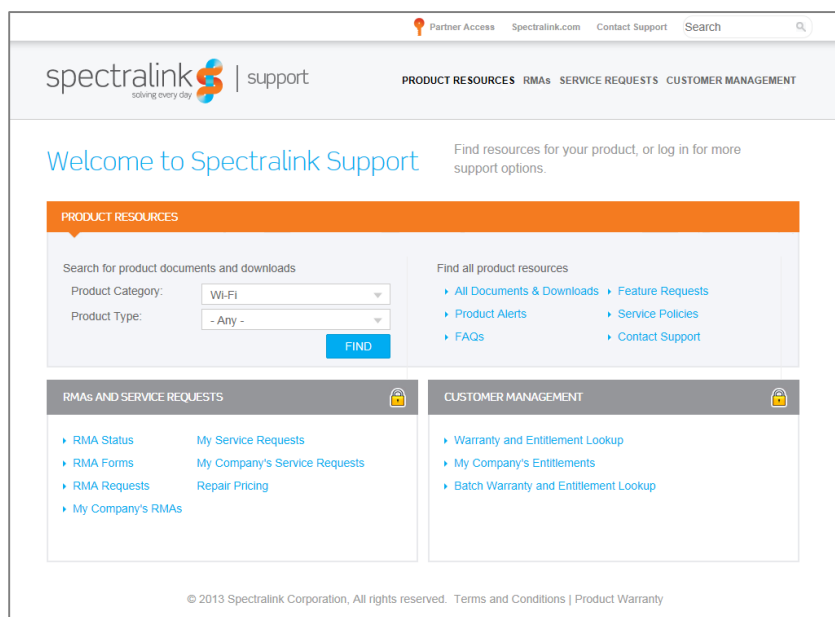 Partner Access Spectralink.com Contact Support Search
spectralink | support
solving every day
PRODUCT RESOURCES RMAs SERVICE REQUESTS CUSTOMER MANAGEMENT
Welcome to Spectralink Support
Find resources for your product, or log in for more
support options.
PRODUCT RESOURCES
Search for product documents and downloads
Product Category: Wi-Fi
Product Type: - Any -
FIND
Find all product resources
All Documents & Downloads Feature Requests
Product Alerts Service Policies
FAQs Contact Support
RMAs AND SERVICE REQUESTS
RMA Status My Service Requests
RMA Forms My Company's Service Requests
RMA Requests Repair Pricing
My Company's RMAs
CUSTOMER MANAGEMENT
Warranty and Entitlement Lookup
My Company's Entitlements
Batch Warranty and Entitlement Lookup
© 2013 Spectralink Corporation, All rights reserved. Terms and Conditions | Product Warranty